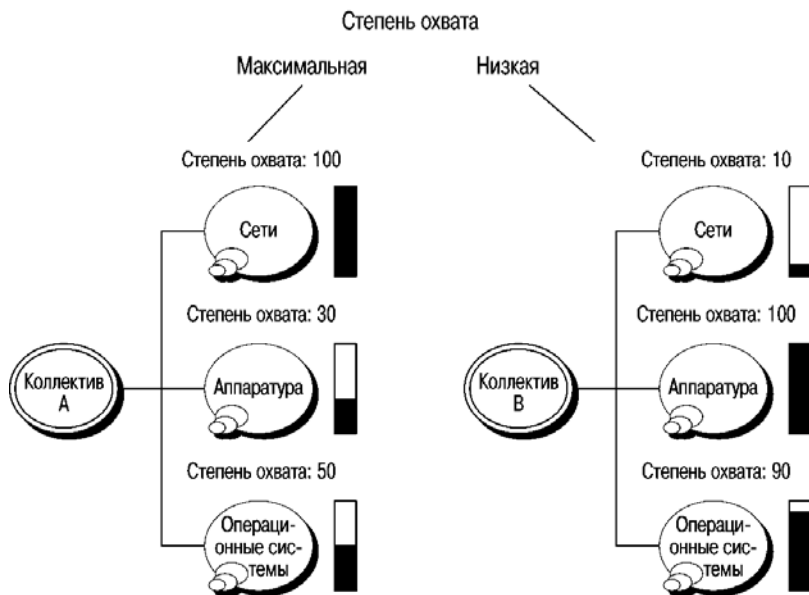 Степень охвата
Максимальная
Низкая
Степень охвата: 100
Сети
Степень охвата: 30
Коллектив
А
Аппаратура
Степень охвата: 50
Операци-
онные сис-
темы
Степень охвата: 10
Сети
Степень охвата: 100
Коллектив
В
Аппаратура
Степень охвата: 90
Операци-
онные сис-
темы